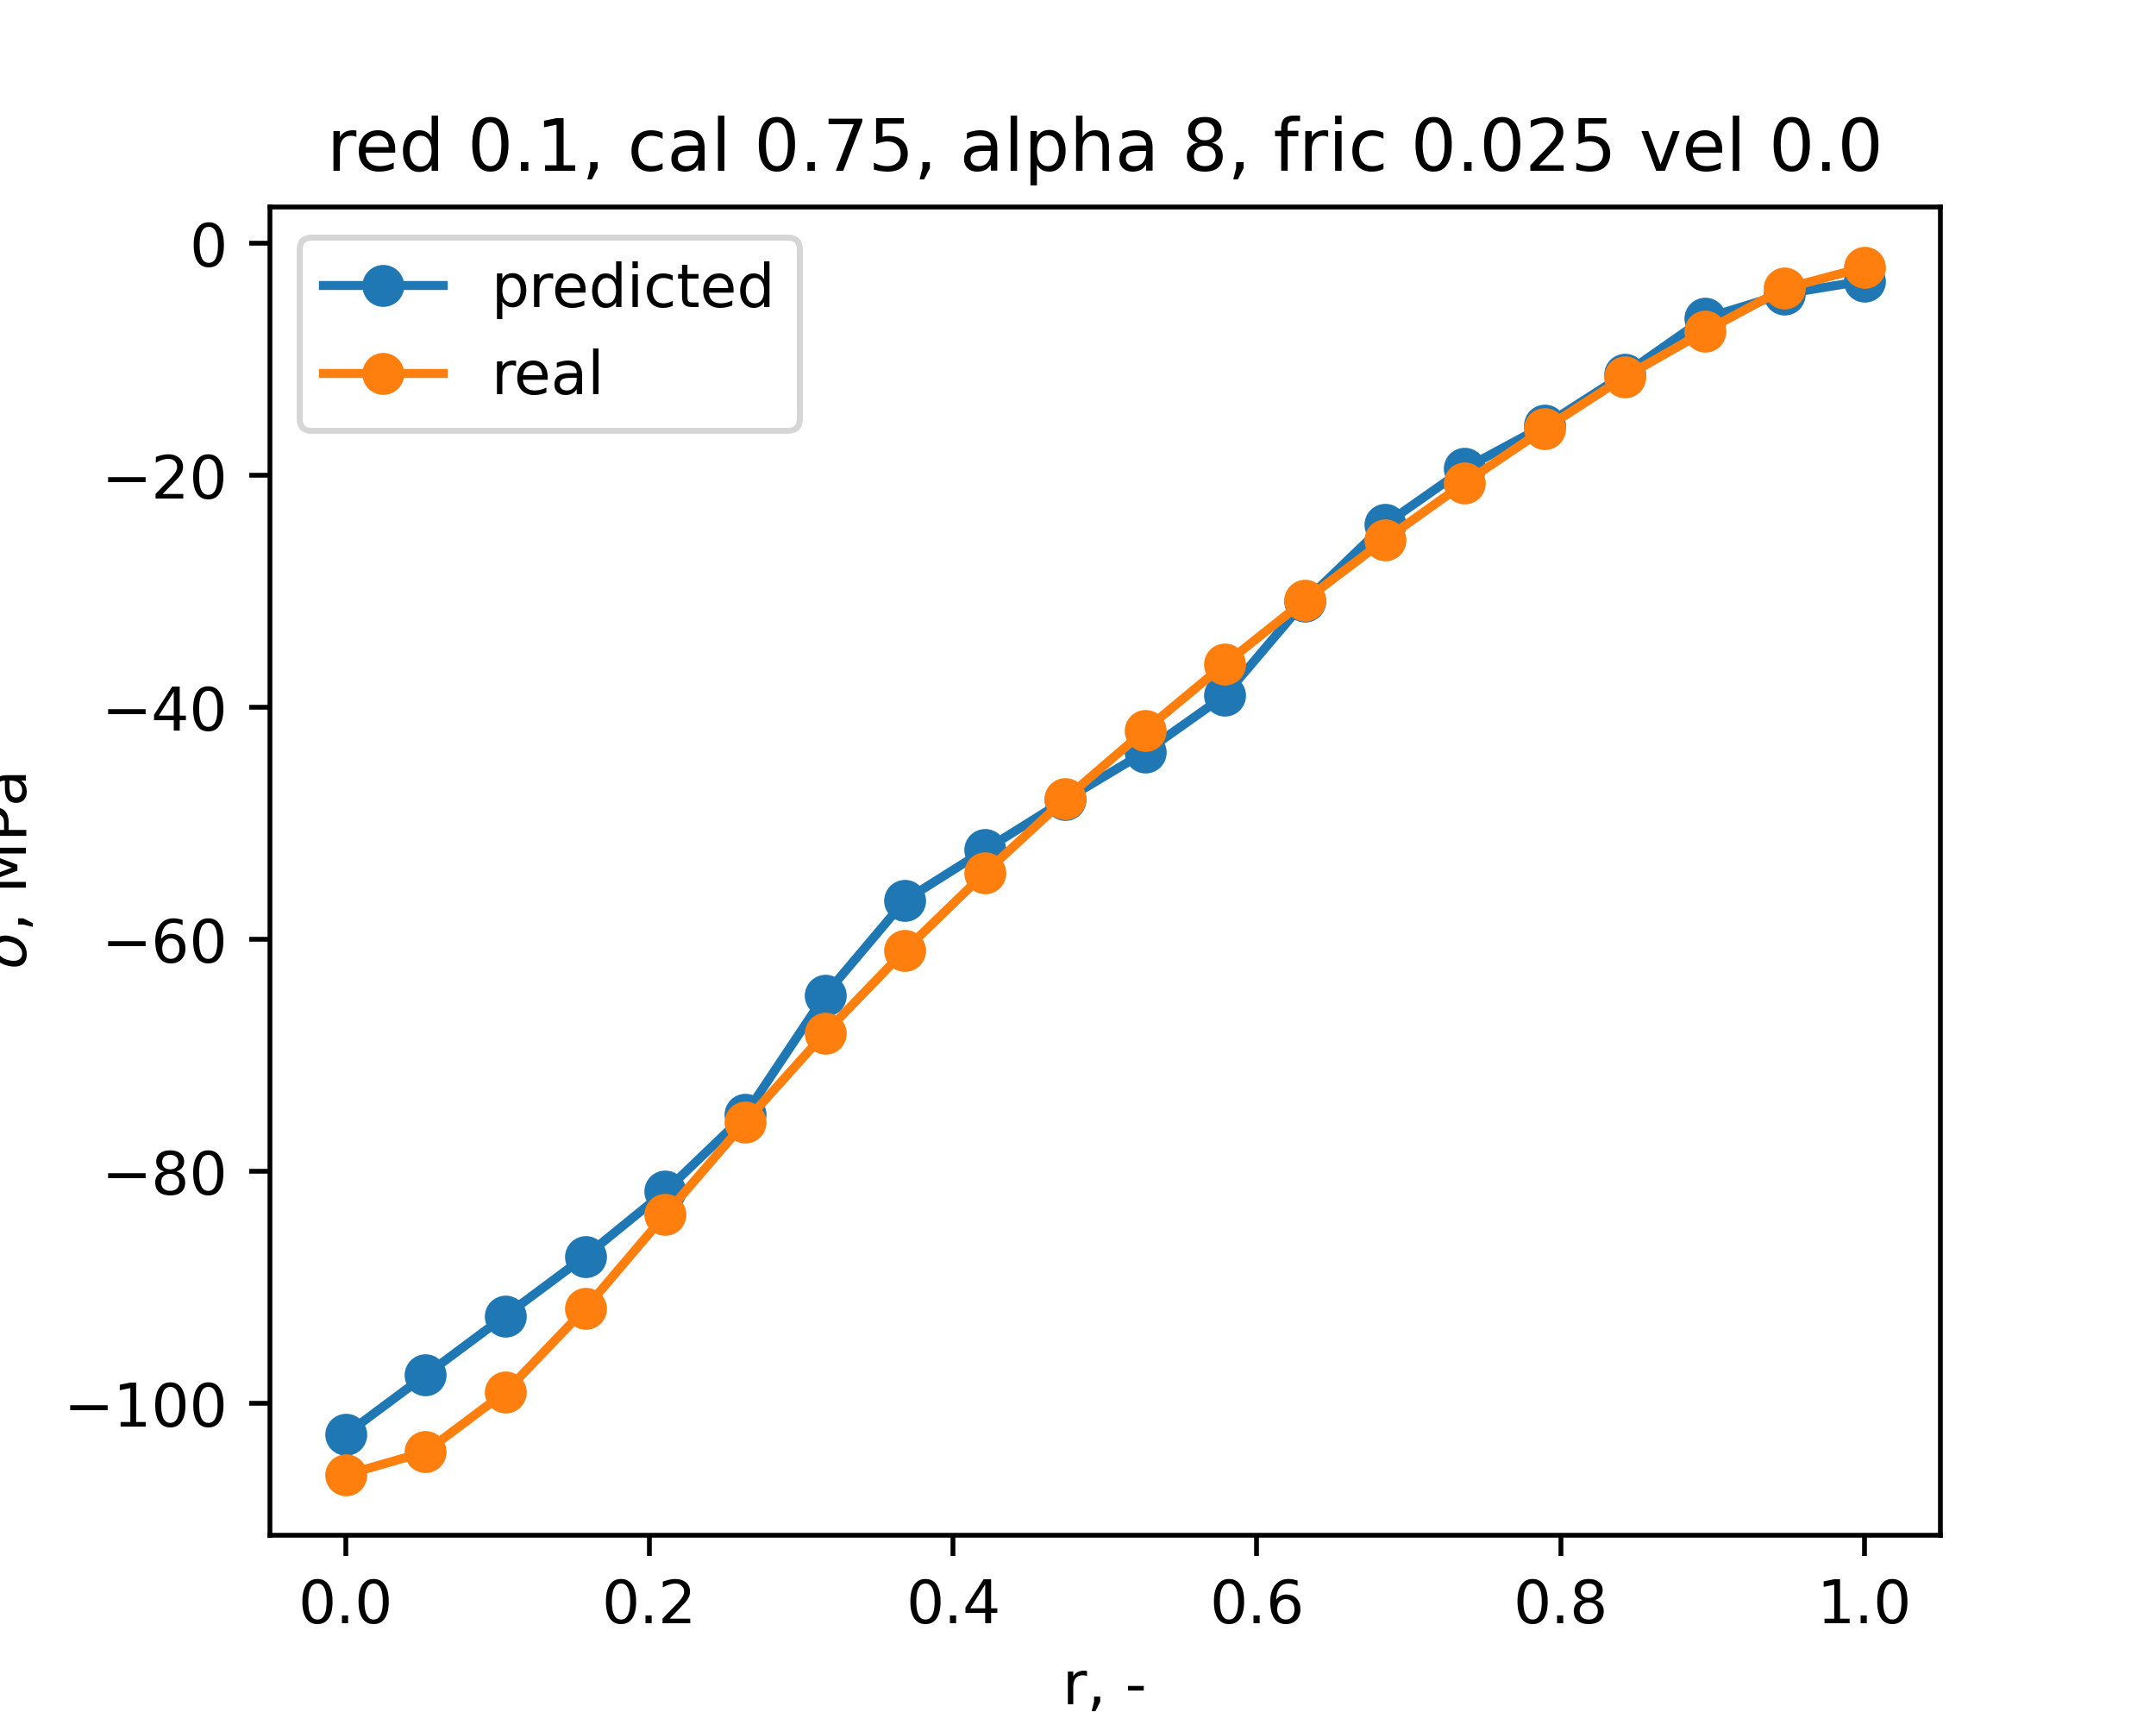 red 0.1, cal 0.75, alpha 8, fric 0.025 vel 0.0
predicted
real
0
−20
−40
−60
−80
−100
σ, MPa
0.0 0.2 0.4 0.6 0.8 1.0
r, -